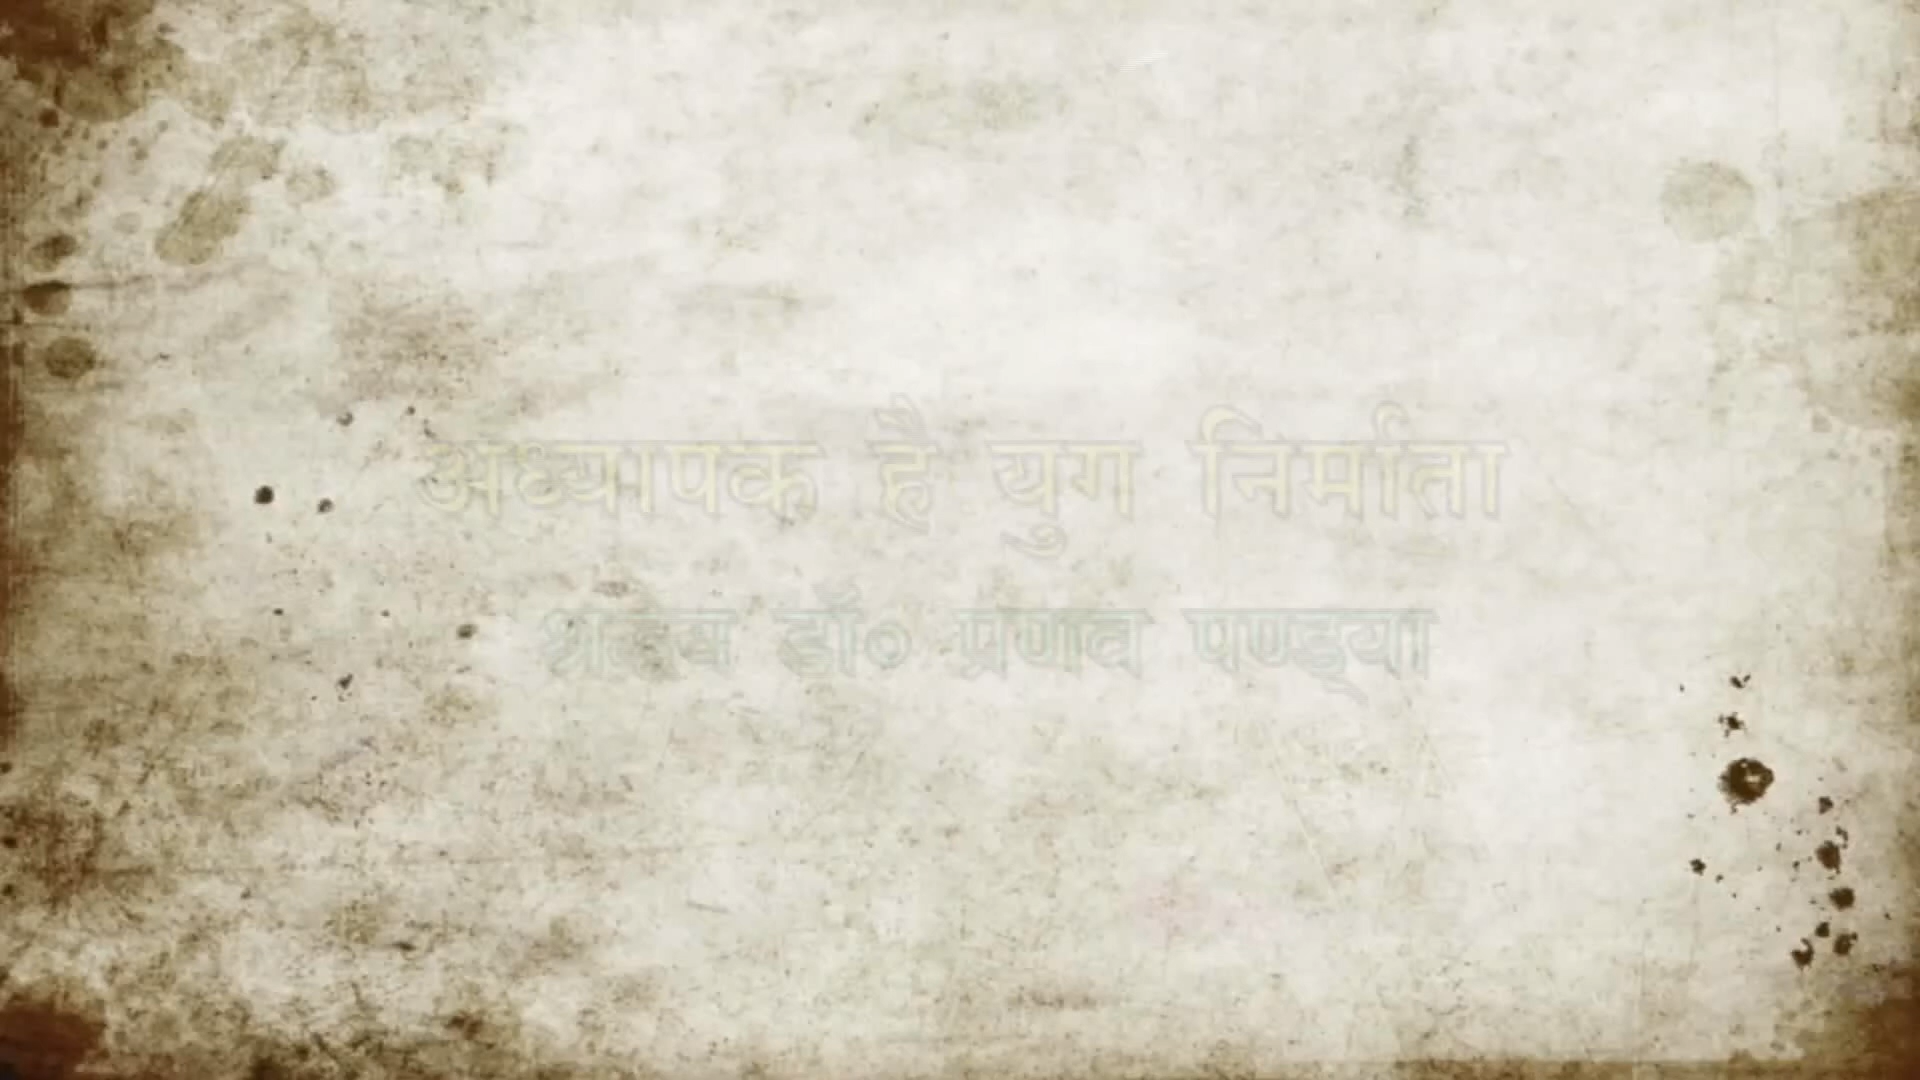 अध्यापक है युग निर्माता
श्रद्धेय डॉ० प्रणव पण्ड्या